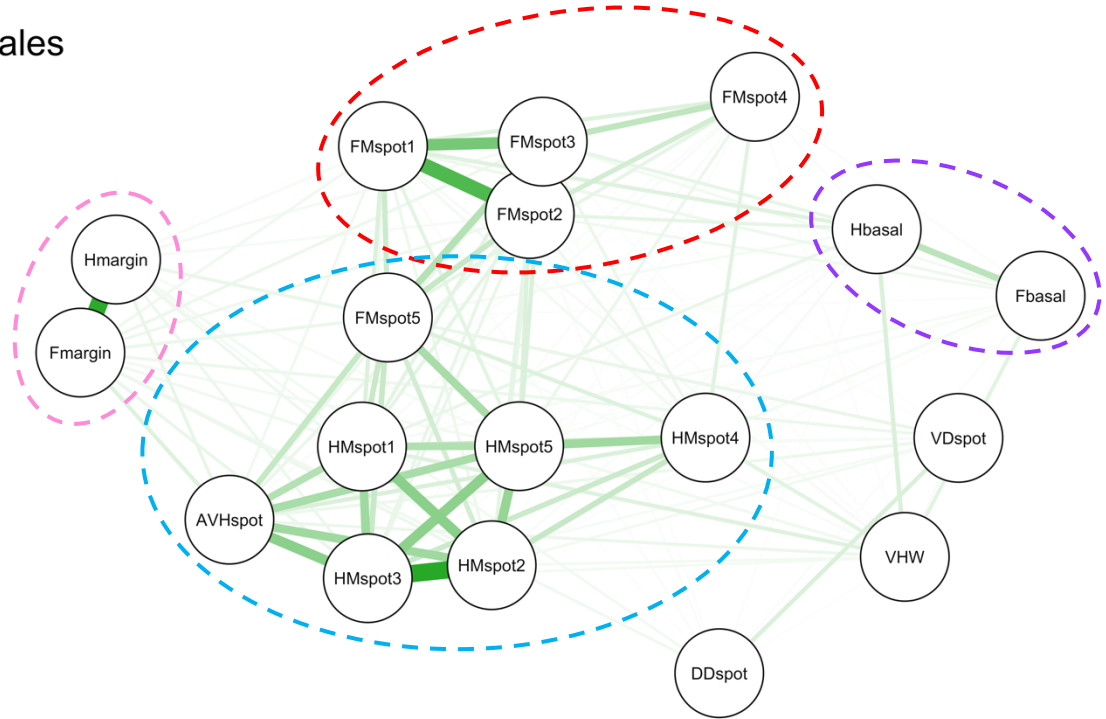 ales
FMspot4
FMspot1
FMspot3
FMspot2
Hbasal
Hmargin
Fbasal
FMspot5
Fmargin
HMspot1
HMspot5
HMspot4
VDspot
AVHspot
HMspot3
HMspot2
VHW
DDspot